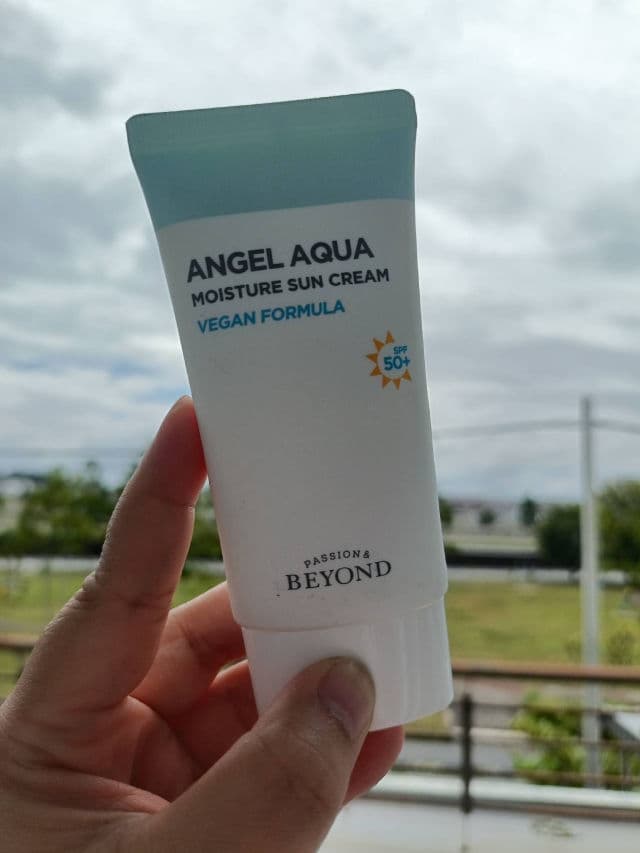 ANGEL AQUA
MOISTURE SUN CREAM
VEGAN FORMULA
SPF
50+
PASSION &
BEYOND